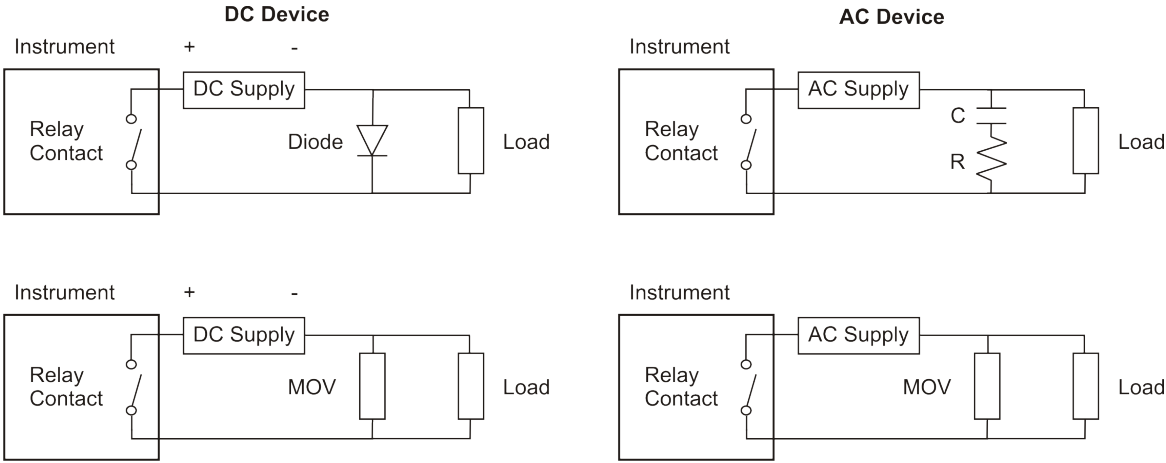 DC Device
Instrument + -
DC Supply
Relay
Contact
Diode
Load
AC Device
Instrument
AC Supply
Relay
Contact
C
R
Load
Instrument + -
DC Supply
Relay
Contact
MOV
Load
Instrument
AC Supply
Relay
Contact
MOV
Load